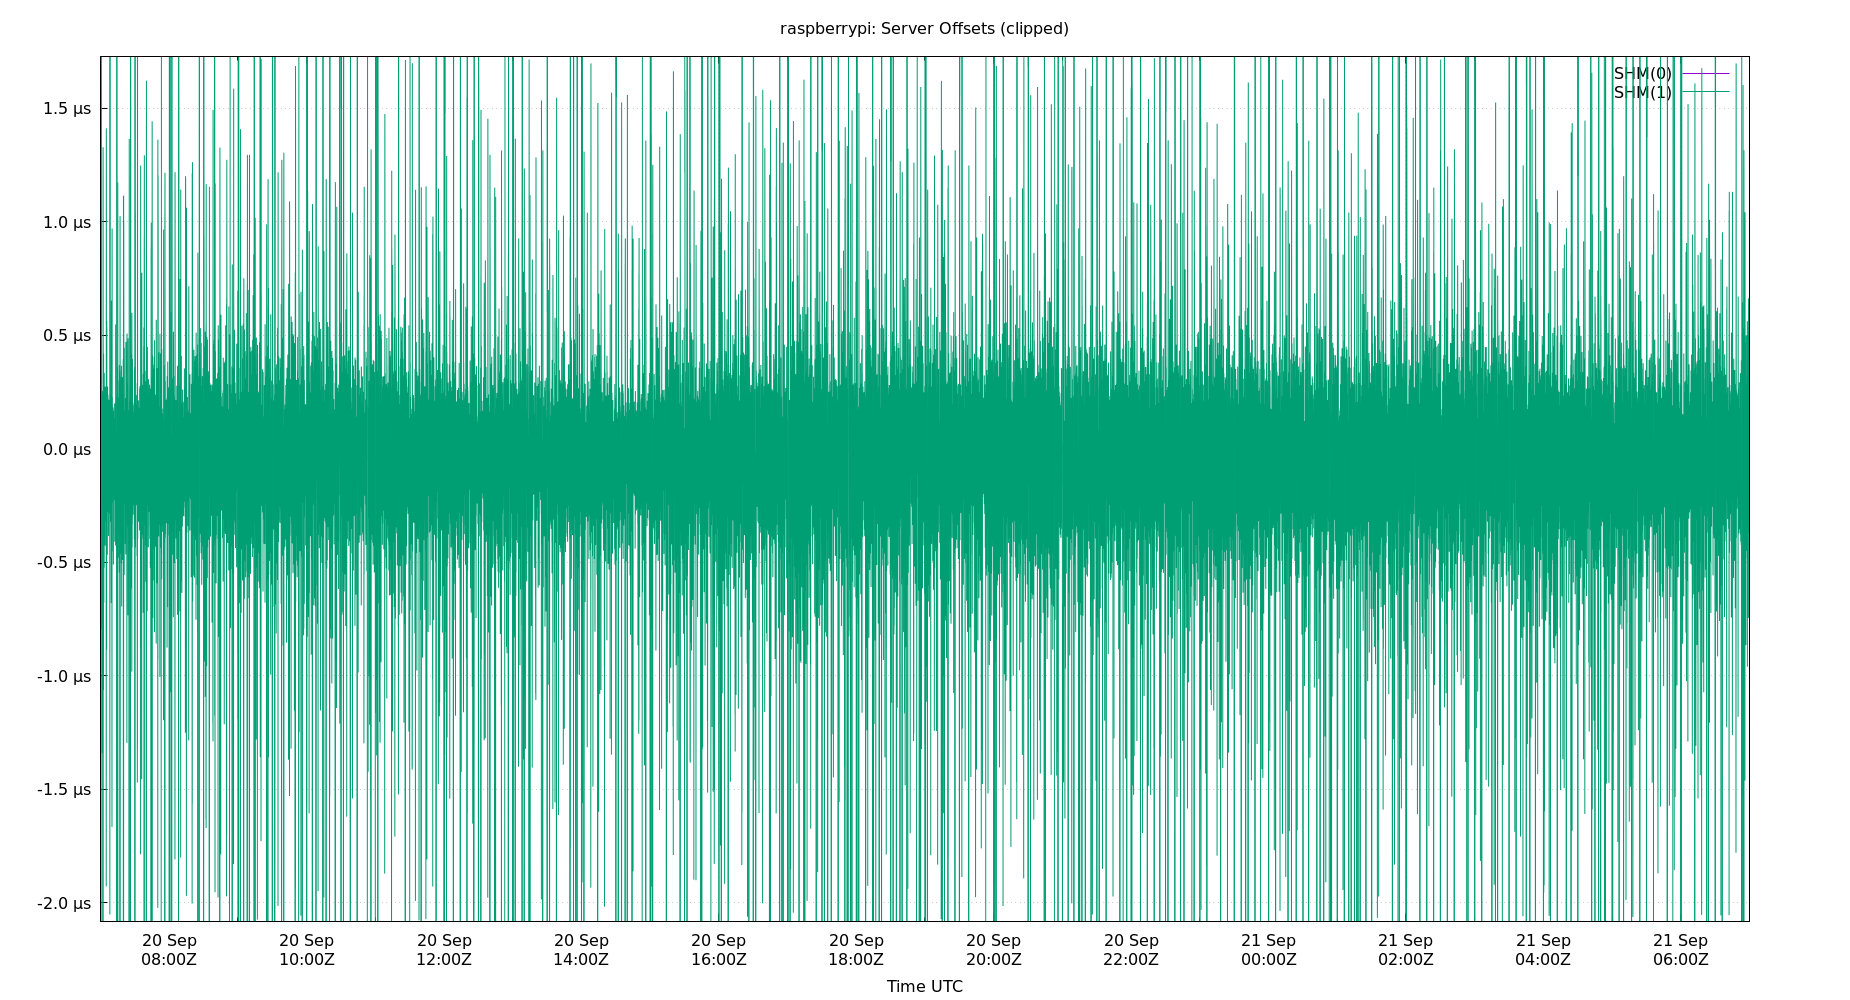 raspberrypi: Server Offsets (clipped)
SHM(0)
SHM(1)
1.5 µs
1.0 µs
0.5 µs
0.0 µs
-0.5 µs
-1.0 µs
-1.5 µs
-2.0 µs
20 Sep 20 Sep 20 Sep 20 Sep 20 Sep 20 Sep 20 Sep 20 Sep 21 Sep 21 Sep 21 Sep 21 Sep
08:00Z 10:00Z 12:00Z 14:00Z 16:00Z 18:00Z 20:00Z 22:00Z 00:00Z 02:00Z 04:00Z 06:00Z
Time UTC